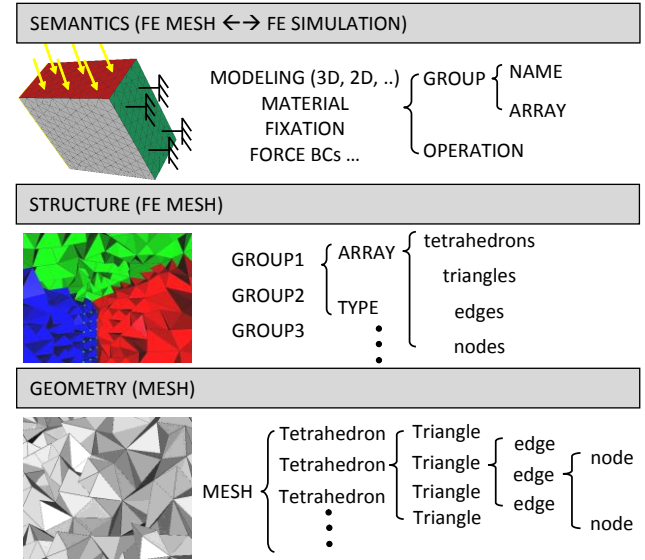 SEMANTICS (FE MESH ←→ FE SIMULATION)
MODELING (3D, 2D, ..)
MATERIAL
FIXATION
FORCE BCs ...
GROUP
NAME
ARRAY
OPERATION
STRUCTURE (FE MESH)
GROUP1
GROUP2
GROUP3
ARRAY
TYPE
tetrahedrons
triangles
edges
nodes
GEOMETRY (MESH)
MESH
Tetrahedron
Tetrahedron
Tetrahedron
Triangle
Triangle
Triangle
Triangle
edge
edge
edge
node
node